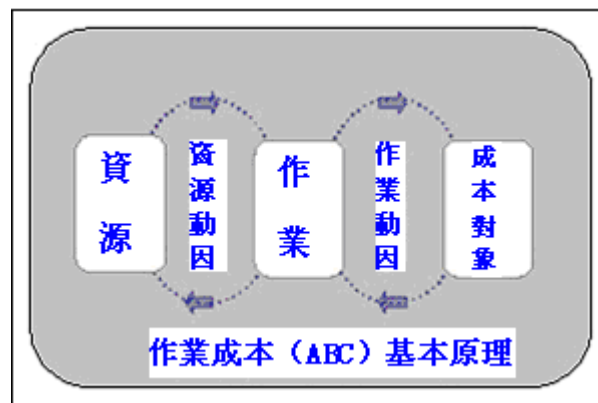 資源
資源動因
作業
作業動因
成本對象
作業成本（ABC）基本原理